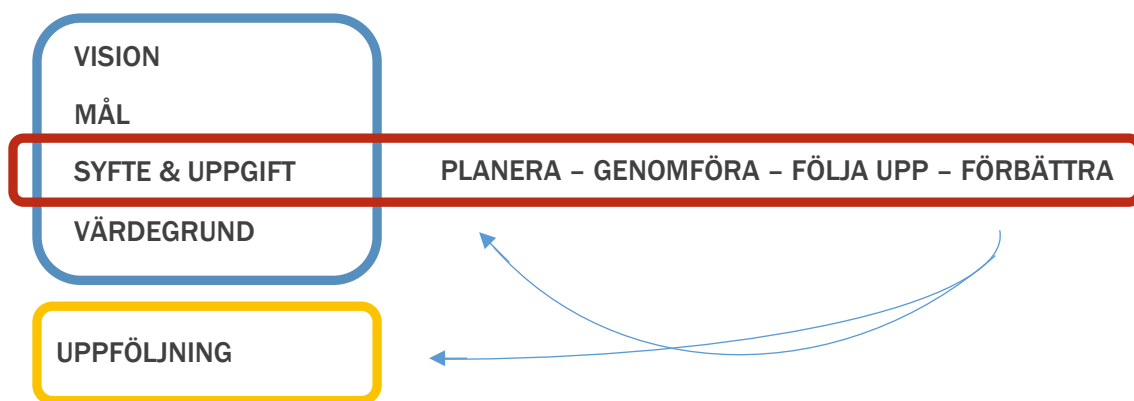 VISION
MÅL
SYFTE & UPPGIFT
PLANERA – GENOMFÖRA – FÖLJA UPP – FÖRBÄTTRA
VÄRDEGRUND
UPPFÖLJNING